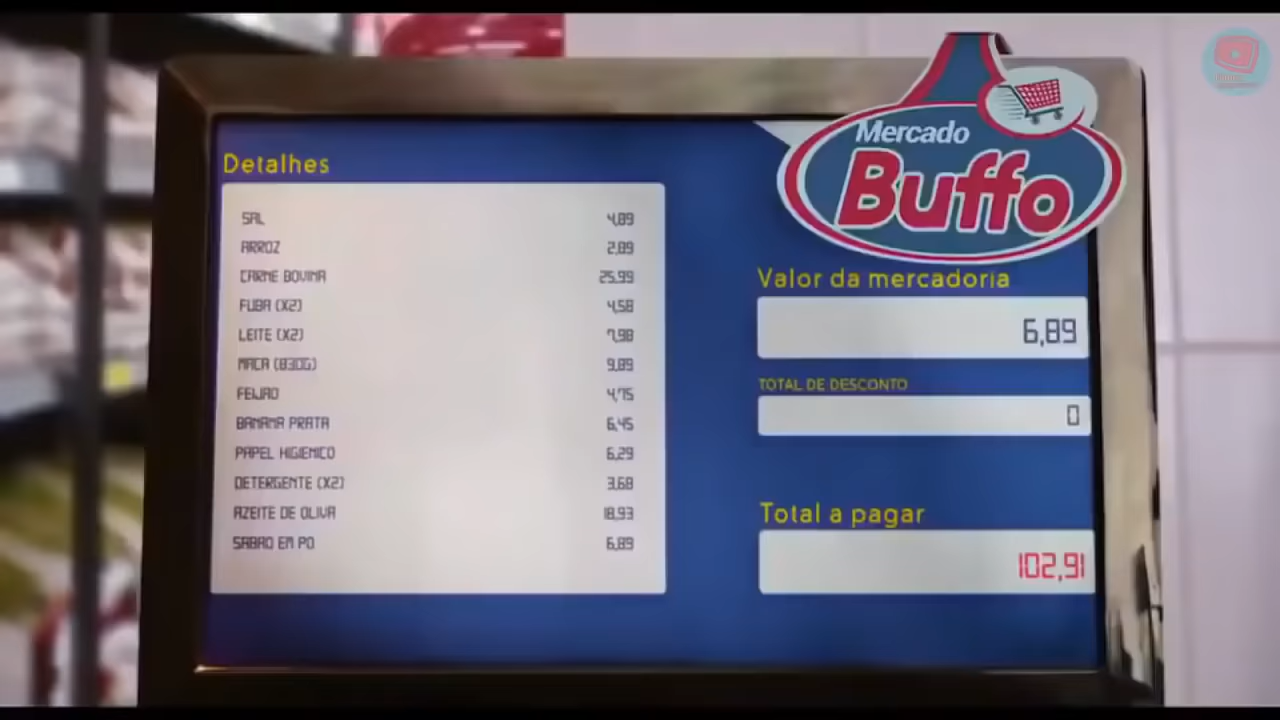 Mercado
Buffo
Detalhes
SAL 4,89
ARROZ 2,89
CARNE BOVINA 25,99
FUBA (X2) 4,58
LEITE (X2) 7,98
MACA (830G) 9,89
FEIJAO 4,75
BANANA PRATA 6,45
PAPEL HIGIENICO 6,29
DETERGENTE (X2) 3,68
AZEITE DE OLIVA 18,93
SABAO EM PO 6,89
Valor da mercadoria
6,89
TOTAL DE DESCONTO
0
Total a pagar
102,91